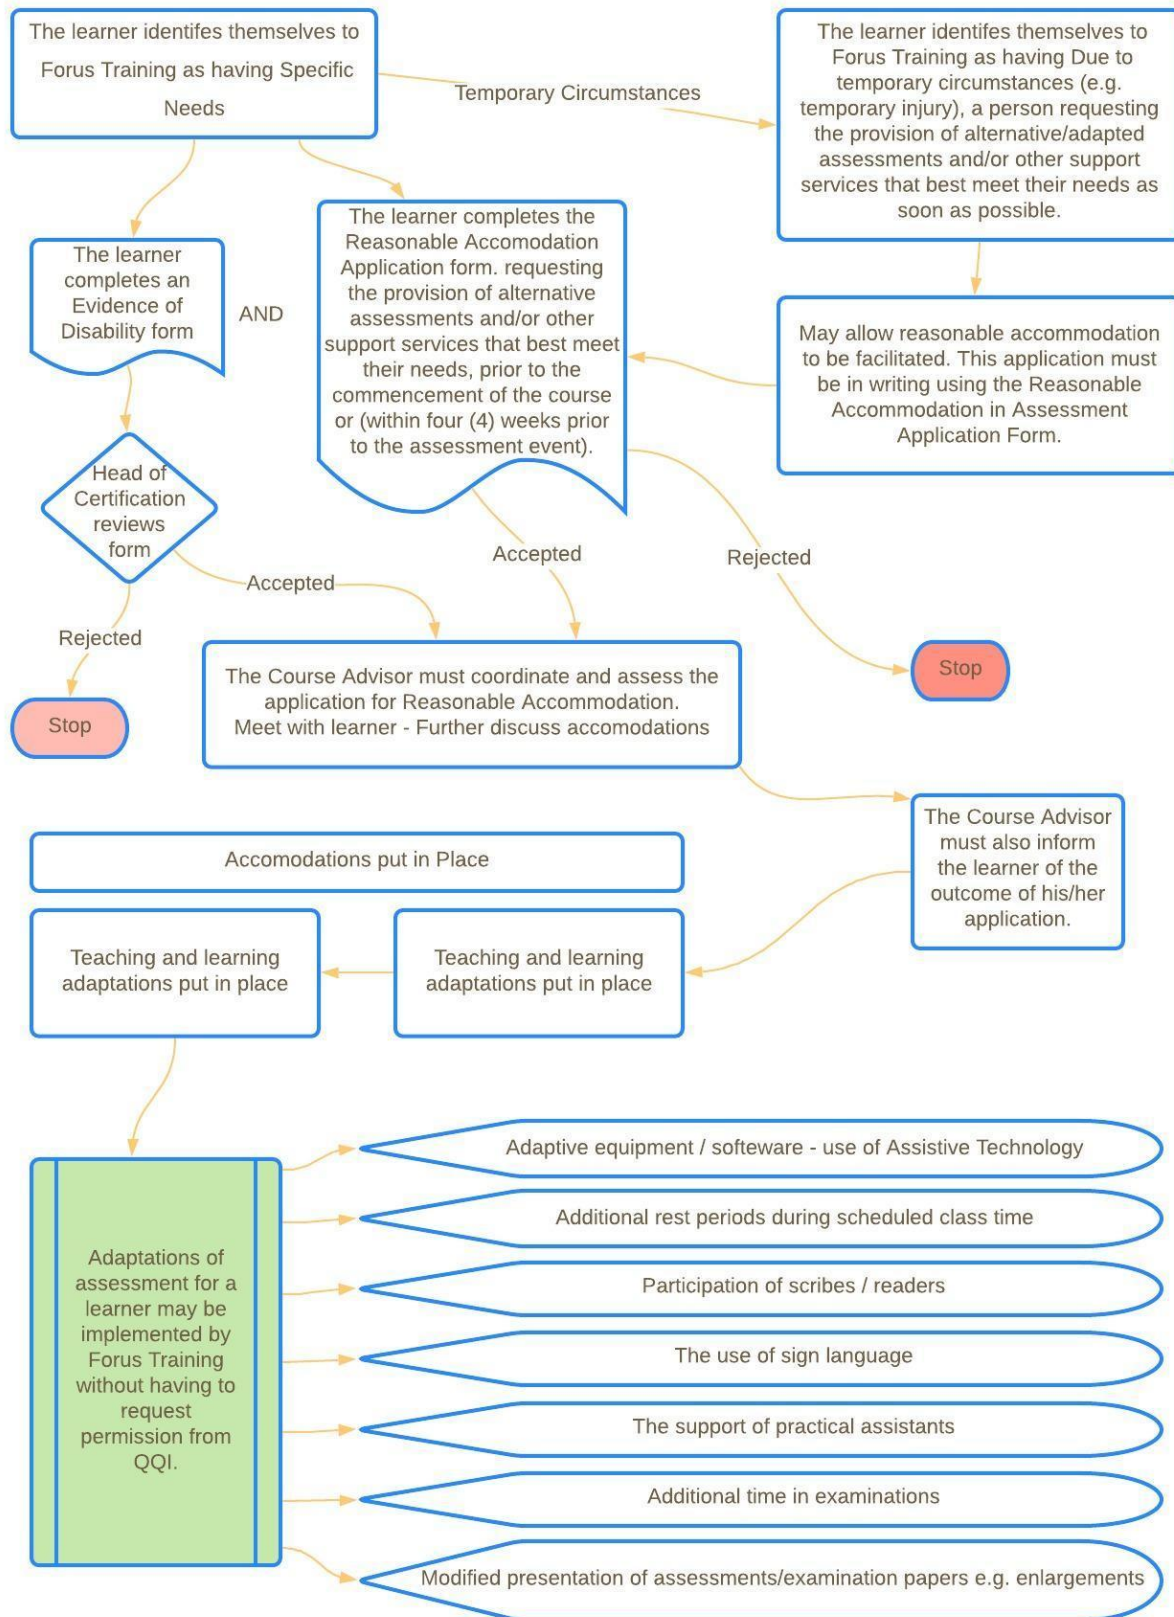 The learner identifes themselves to
Forus Training as having Specific
Needs
Temporary Circumstances
The learner identifes themselves to
Forus Training as having Due to
temporary circumstances (e.g.
temporary injury), a person requesting
the provision of alternative/adapted
assessments and/or other support
services that best meet their needs as
soon as possible.
The learner
completes an
Evidence of
Disability form
AND
The learner completes the
Reasonable Accomodation
Application form. requesting
the provision of alternative
assessments and/or other
support services that best meet
their needs, prior to the
commencement of the course
or (within four (4) weeks prior
to the assessment event).
May allow reasonable accommodation
to be facilitated. This application must
be in writing using the Reasonable
Accommodation in Assessment
Application Form.
Head of
Certification
reviews
form
Accepted
Accepted
Rejected
Rejected
Stop
The Course Advisor must coordinate and assess the
application for Reasonable Accommodation.
Meet with learner - Further discuss accomodations
Stop
The Course Advisor
must also inform
the learner of the
outcome of his/her
application.
Accomodations put in Place
Teaching and learning
adaptations put in place
Teaching and learning
adaptations put in place
Adaptations of
assessment for a
learner may be
implemented by
Forus Training
without having to
request
permission from
QQI.
Adaptive equipment / softeware - use of Assistive Technology
Additional rest periods during scheduled class time
Participation of scribes / readers
The use of sign language
The support of practical assistants
Additional time in examinations
Modified presentation of assessments/examination papers e.g. enlargements